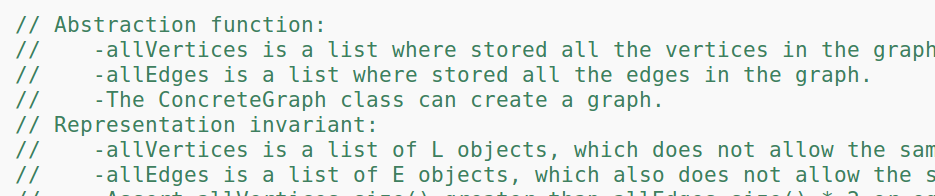 // Abstraction function:
//    -allVertices is a list where stored all the vertices in the graph
//    -allEdges is a list where stored all the edges in the graph.
//    -The ConcreteGraph class can create a graph.
// Representation invariant:
//    -allVertices is a list of L objects, which does not allow the sam
//    -allEdges is a list of E objects, which also does not allow the s
//    -Assert allVertices.size() greater than allEdges.size() * 2 or eq